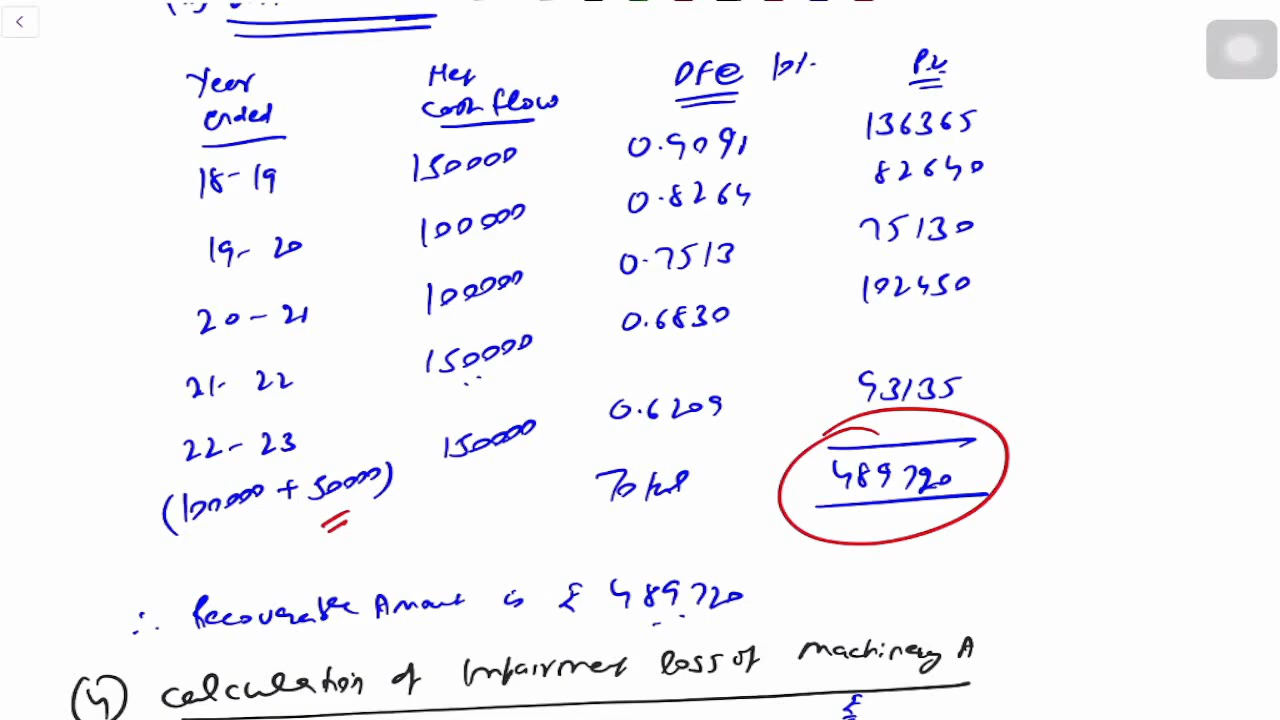 Year ended Net cash flow DF@ 10%. P.V
18-19 150000 0.9091 136365
19-20 100000 0.8264 82640
20-21 100000 0.7513 75130
21-22 150000 0.6830 102450
22-23 150000 0.6209 93135
(100000 + 50000) Total 489720
∴ Recoverable Amount is ₹ 489720
(4) Calculation of Impairment loss of machinery A
₹